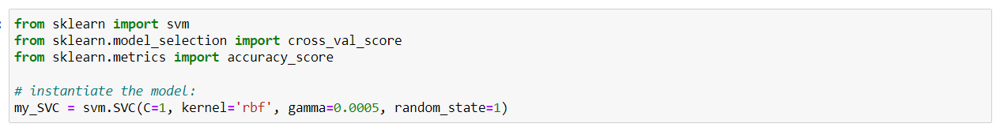 from sklearn import svm
from sklearn.model_selection import cross_val_score
from sklearn.metrics import accuracy_score
# instantiate the model:
my_SVC = svm.SVC(C=1, kernel='rbf', gamma=0.0005, random_state=1)